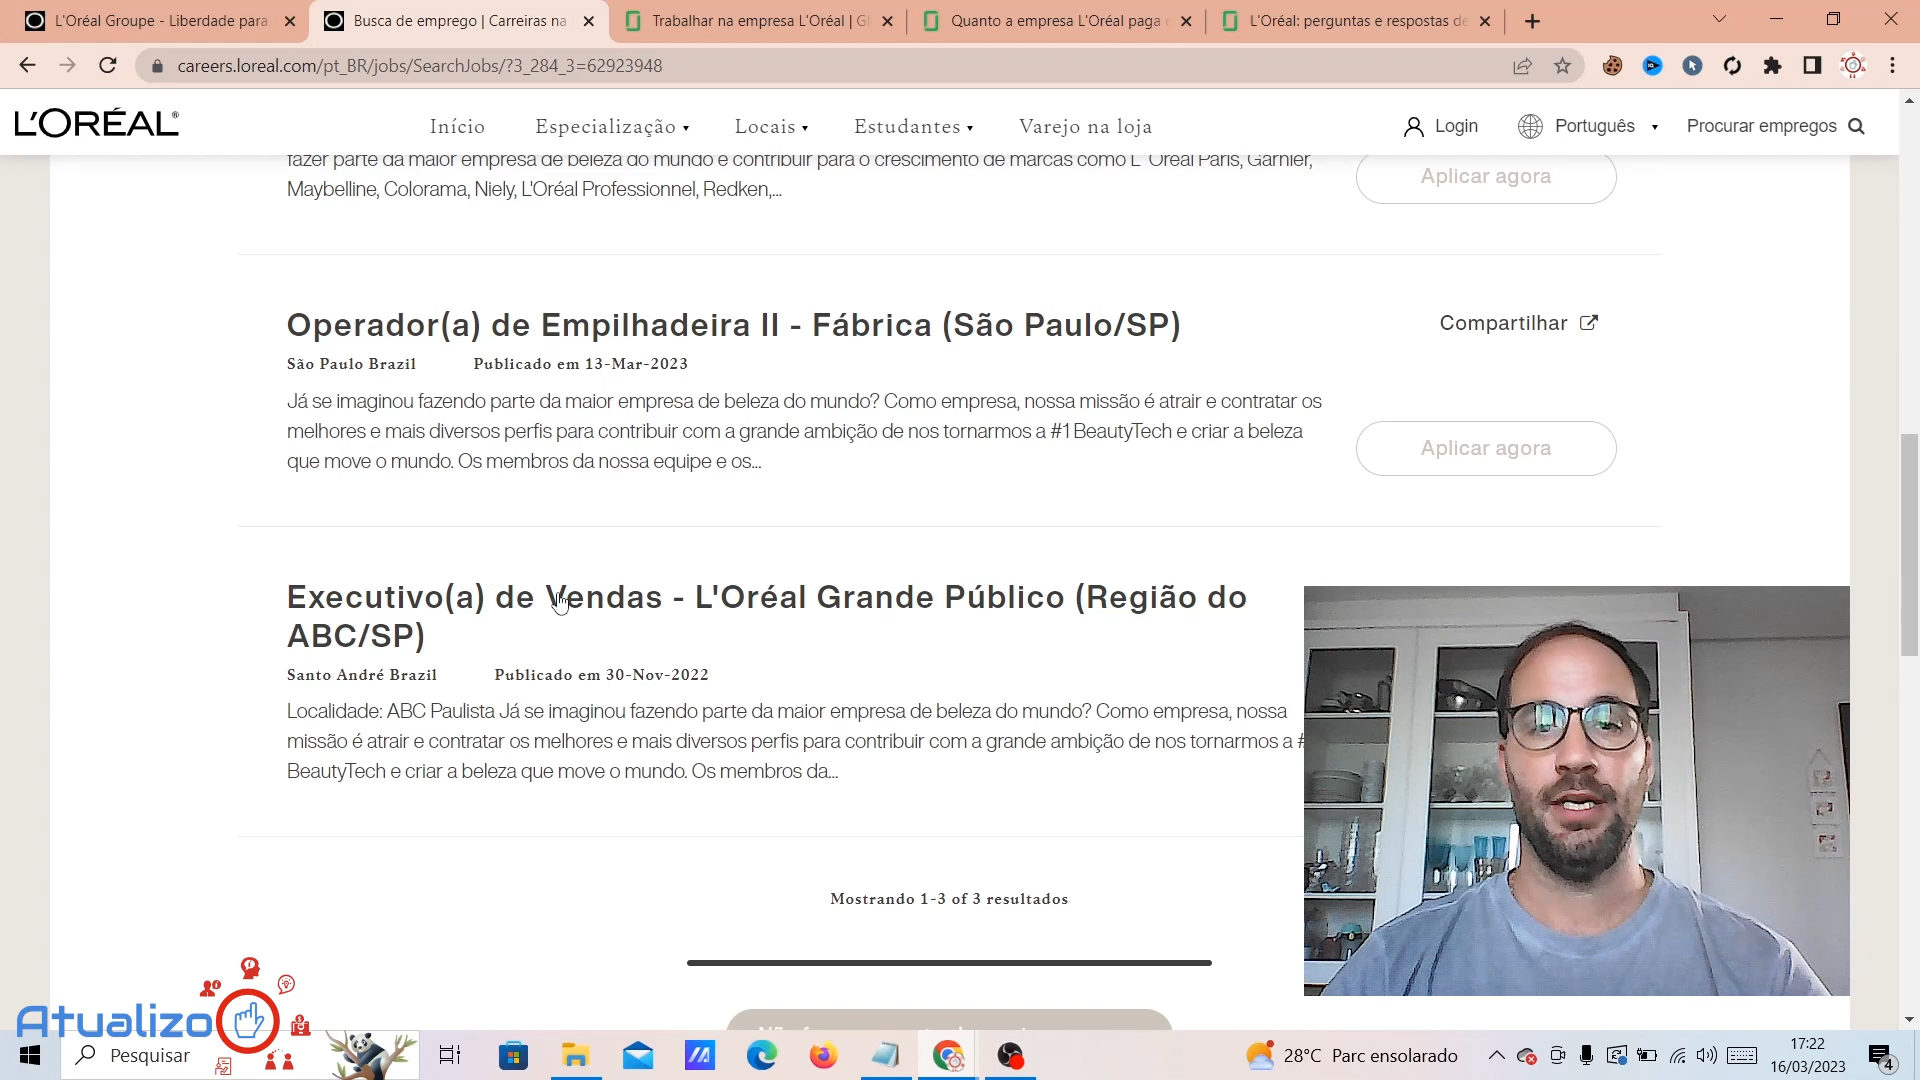 L'Oréal Groupe - Liberdade para
Busca de emprego | Carreiras na
Trabalhar na empresa L'Oréal | Gl
Quanto a empresa L'Oréal paga e
L'Oréal: perguntas e respostas de
careers.loreal.com/pt_BR/jobs/SearchJobs/?3_284_3=62923948
L'ORÉAL®
Início
Especialização
Locais
Estudantes
Varejo na loja
Login
Português
Procurar empregos
fazer parte da maior empresa de beleza do mundo e contribuir para o crescimento de marcas como L´Oréal Paris, Garnier,
Maybelline, Colorama, Niely, L'Oréal Professionnel, Redken,...
Aplicar agora
Operador(a) de Empilhadeira II - Fábrica (São Paulo/SP)
Compartilhar
São Paulo Brazil Publicado em 13-Mar-2023
Já se imaginou fazendo parte da maior empresa de beleza do mundo? Como empresa, nossa missão é atrair e contratar os
melhores e mais diversos perfis para contribuir com a grande ambição de nos tornarmos a #1 BeautyTech e criar a beleza
que move o mundo. Os membros da nossa equipe e os...
Aplicar agora
Executivo(a) de Vendas - L'Oréal Grande Público (Região do
ABC/SP)
Santo André Brazil Publicado em 30-Nov-2022
Localidade: ABC Paulista Já se imaginou fazendo parte da maior empresa de beleza do mundo? Como empresa, nossa
missão é atrair e contratar os melhores e mais diversos perfis para contribuir com a grande ambição de nos tornarmos a #
BeautyTech e criar a beleza que move o mundo. Os membros da...
Mostrando 1-3 of 3 resultados
Atualizo
Pesquisar
28°C Parc ensolarado
17:22
16/03/2023
4